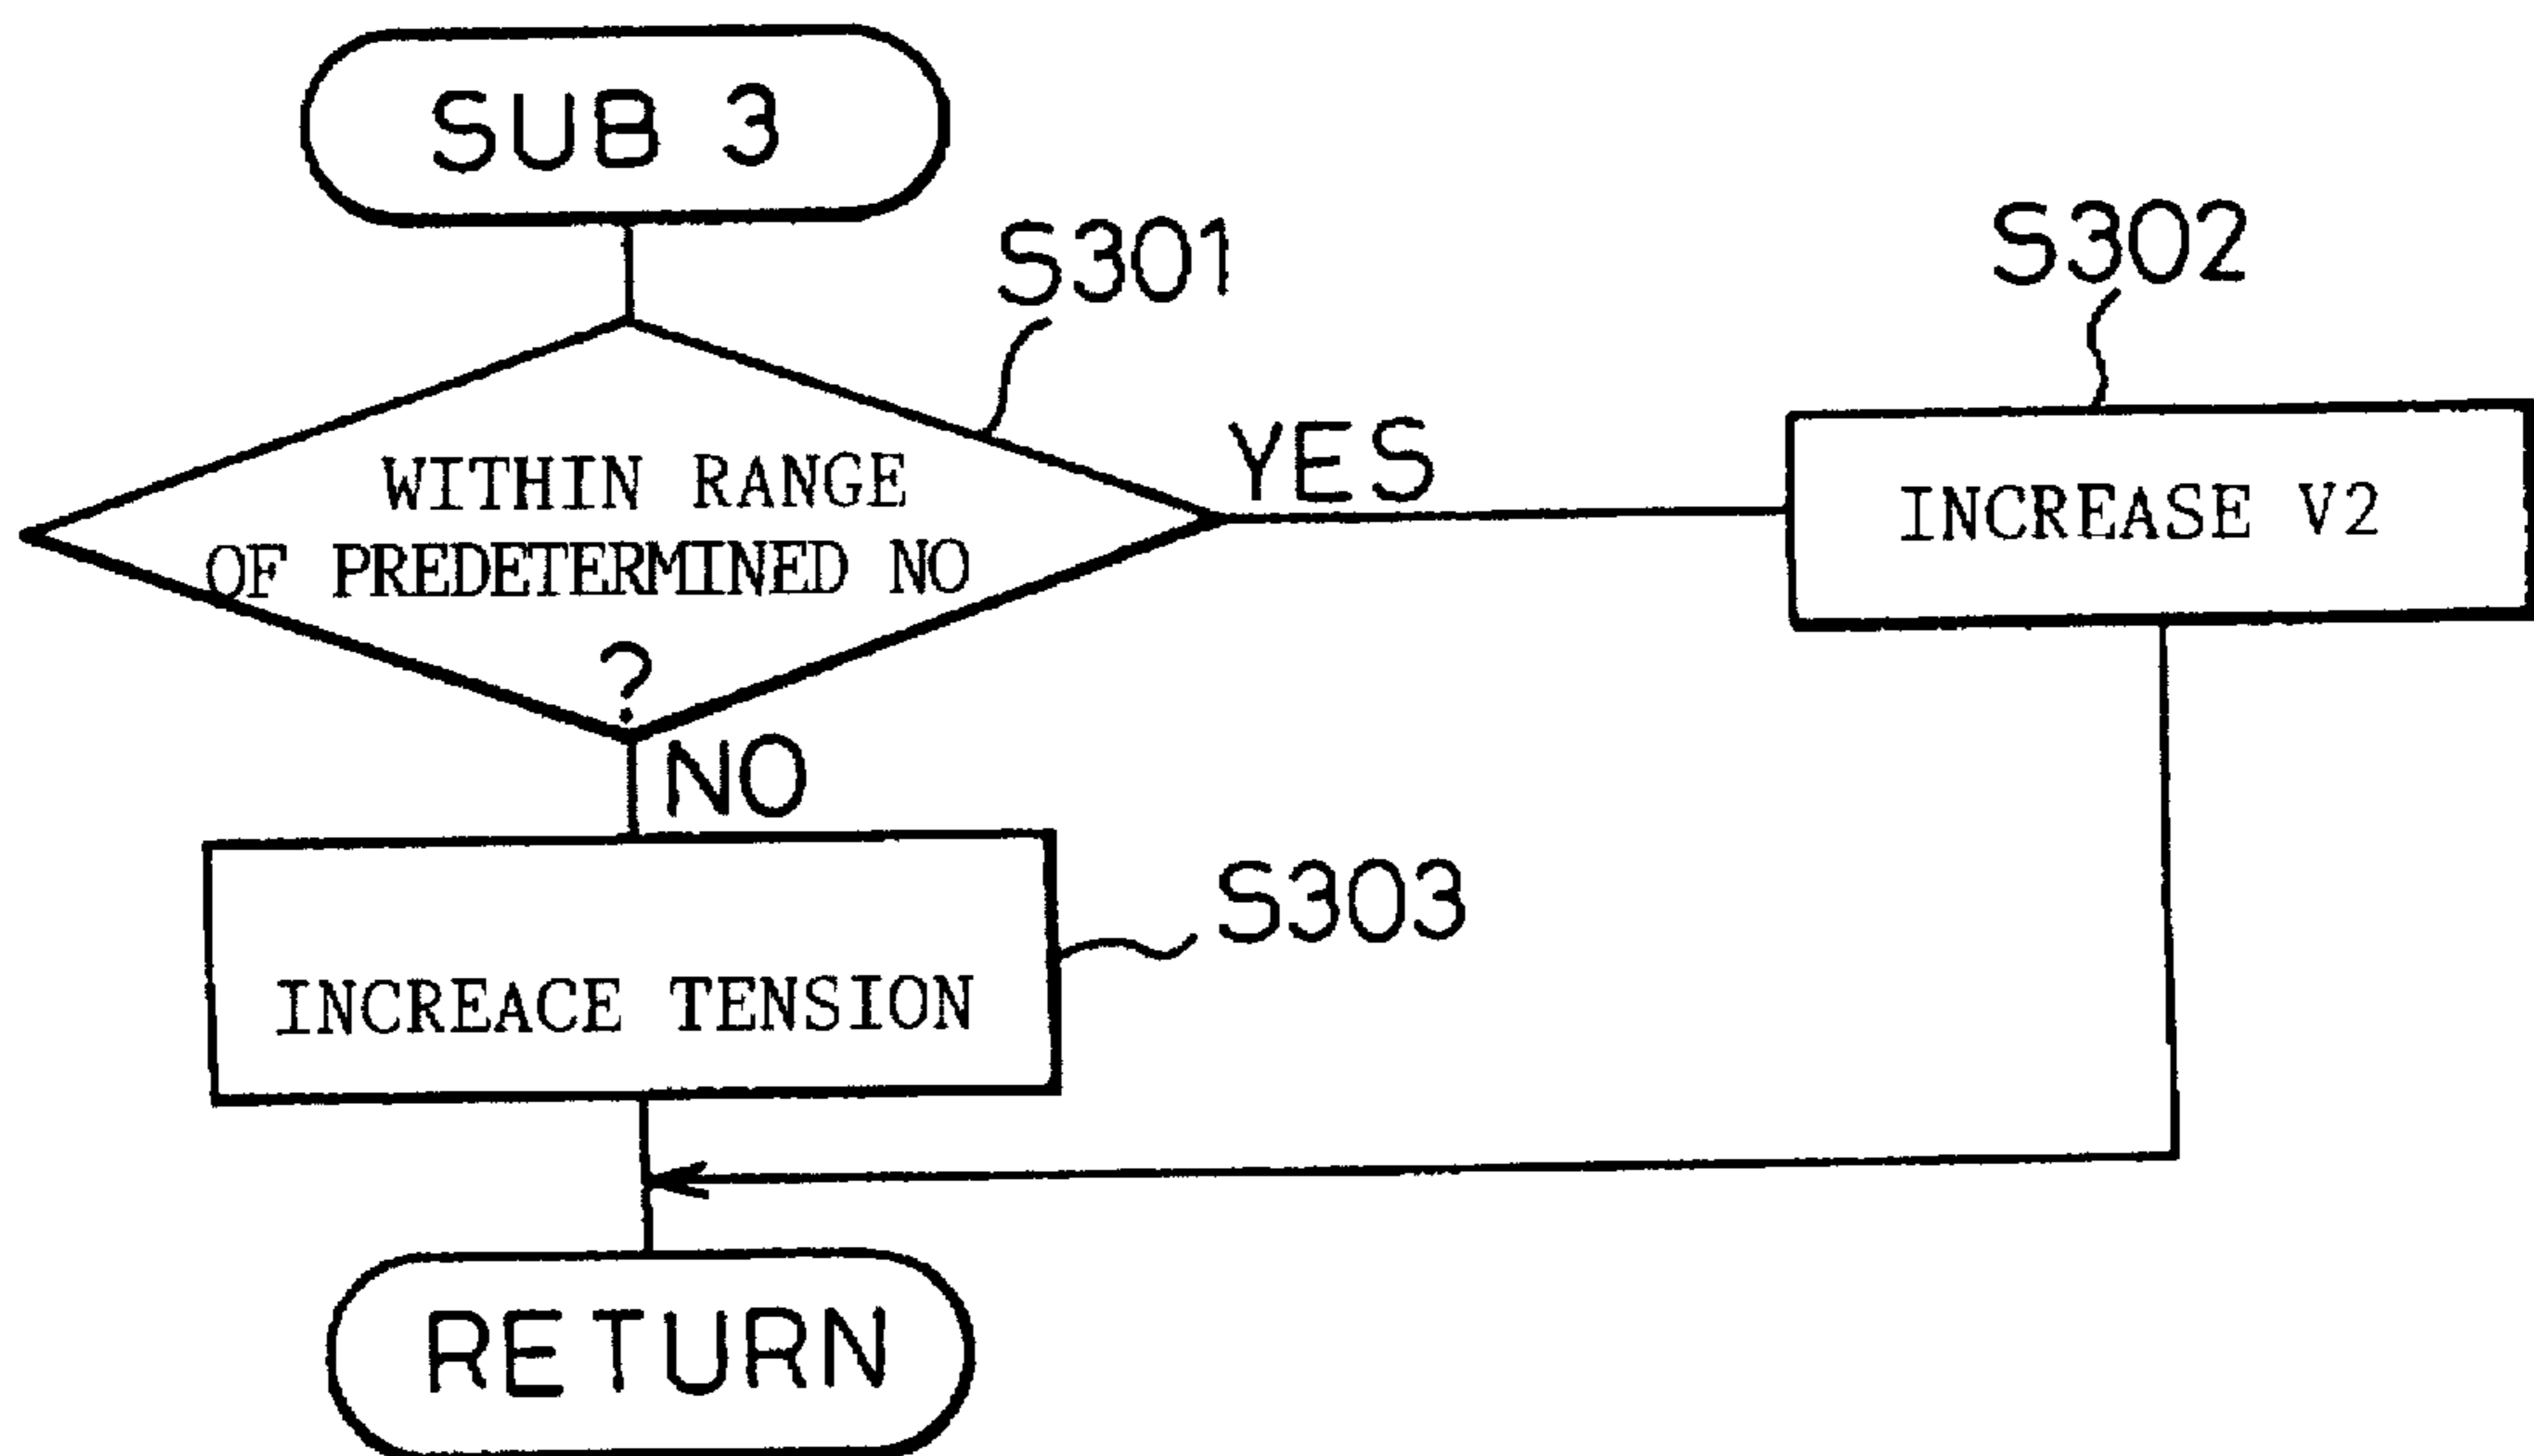 SUB 3
S301
S302
WITHIN RANGE
OF PREDETERMINED NO
?
YES
INCREASE V2
NO
S303
INCREACE TENSION
RETURN